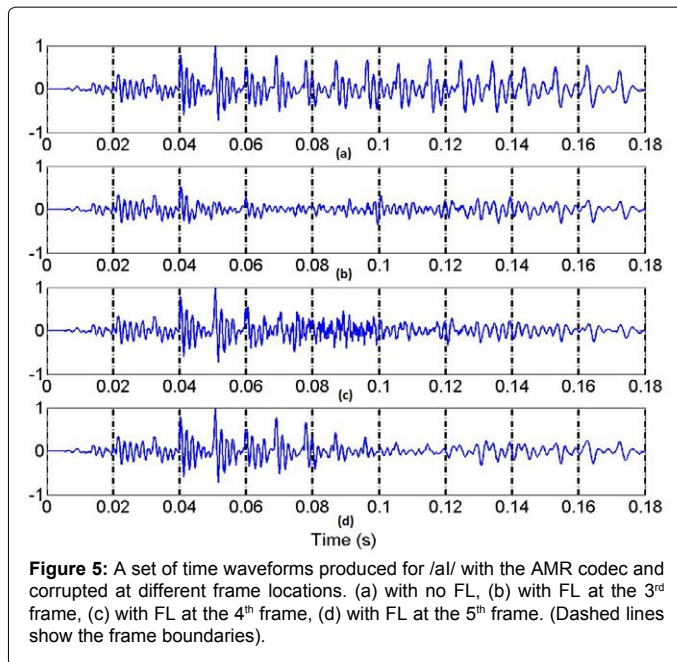 1
0
-1
0 0.02 0.04 0.06 0.08 0.1 0.12 0.14 0.16 0.18
(a)
1
0
-1
0 0.02 0.04 0.06 0.08 0.1 0.12 0.14 0.16 0.18
(b)
1
0
-1
0 0.02 0.04 0.06 0.08 0.1 0.12 0.14 0.16 0.18
(c)
1
0
-1
0 0.02 0.04 0.06 0.08 0.1 0.12 0.14 0.16 0.18
(d)
Time (s)
Figure 5: A set of time waveforms produced for /aI/ with the AMR codec and
corrupted at different frame locations. (a) with no FL, (b) with FL at the 3rd
frame, (c) with FL at the 4th frame, (d) with FL at the 5th frame. (Dashed lines
show the frame boundaries).